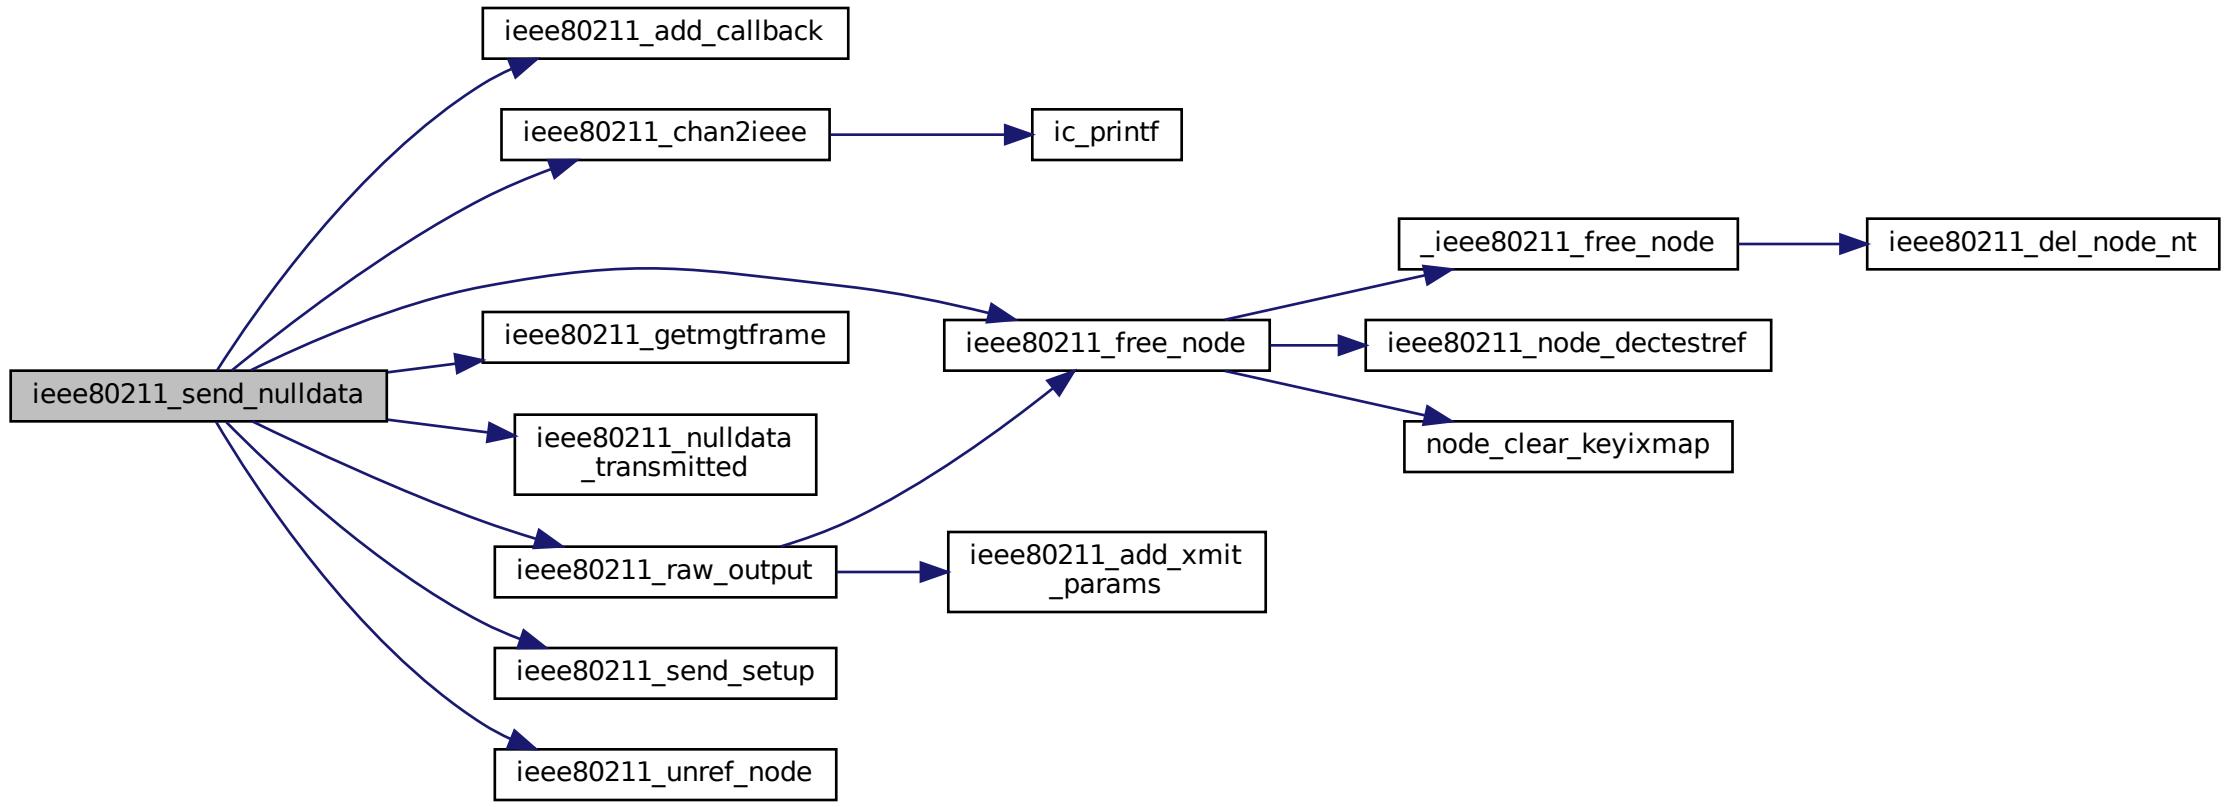 ieee80211_send_nulldata
ieee80211_add_callback
ieee80211_chan2ieee
ic_printf
ieee80211_free_node
_ieee80211_free_node
ieee80211_del_node_nt
ieee80211_node_dectestref
node_clear_keyixmap
ieee80211_getmgtframe
ieee80211_nulldata
_transmitted
ieee80211_raw_output
ieee80211_add_xmit
_params
ieee80211_send_setup
ieee80211_unref_node